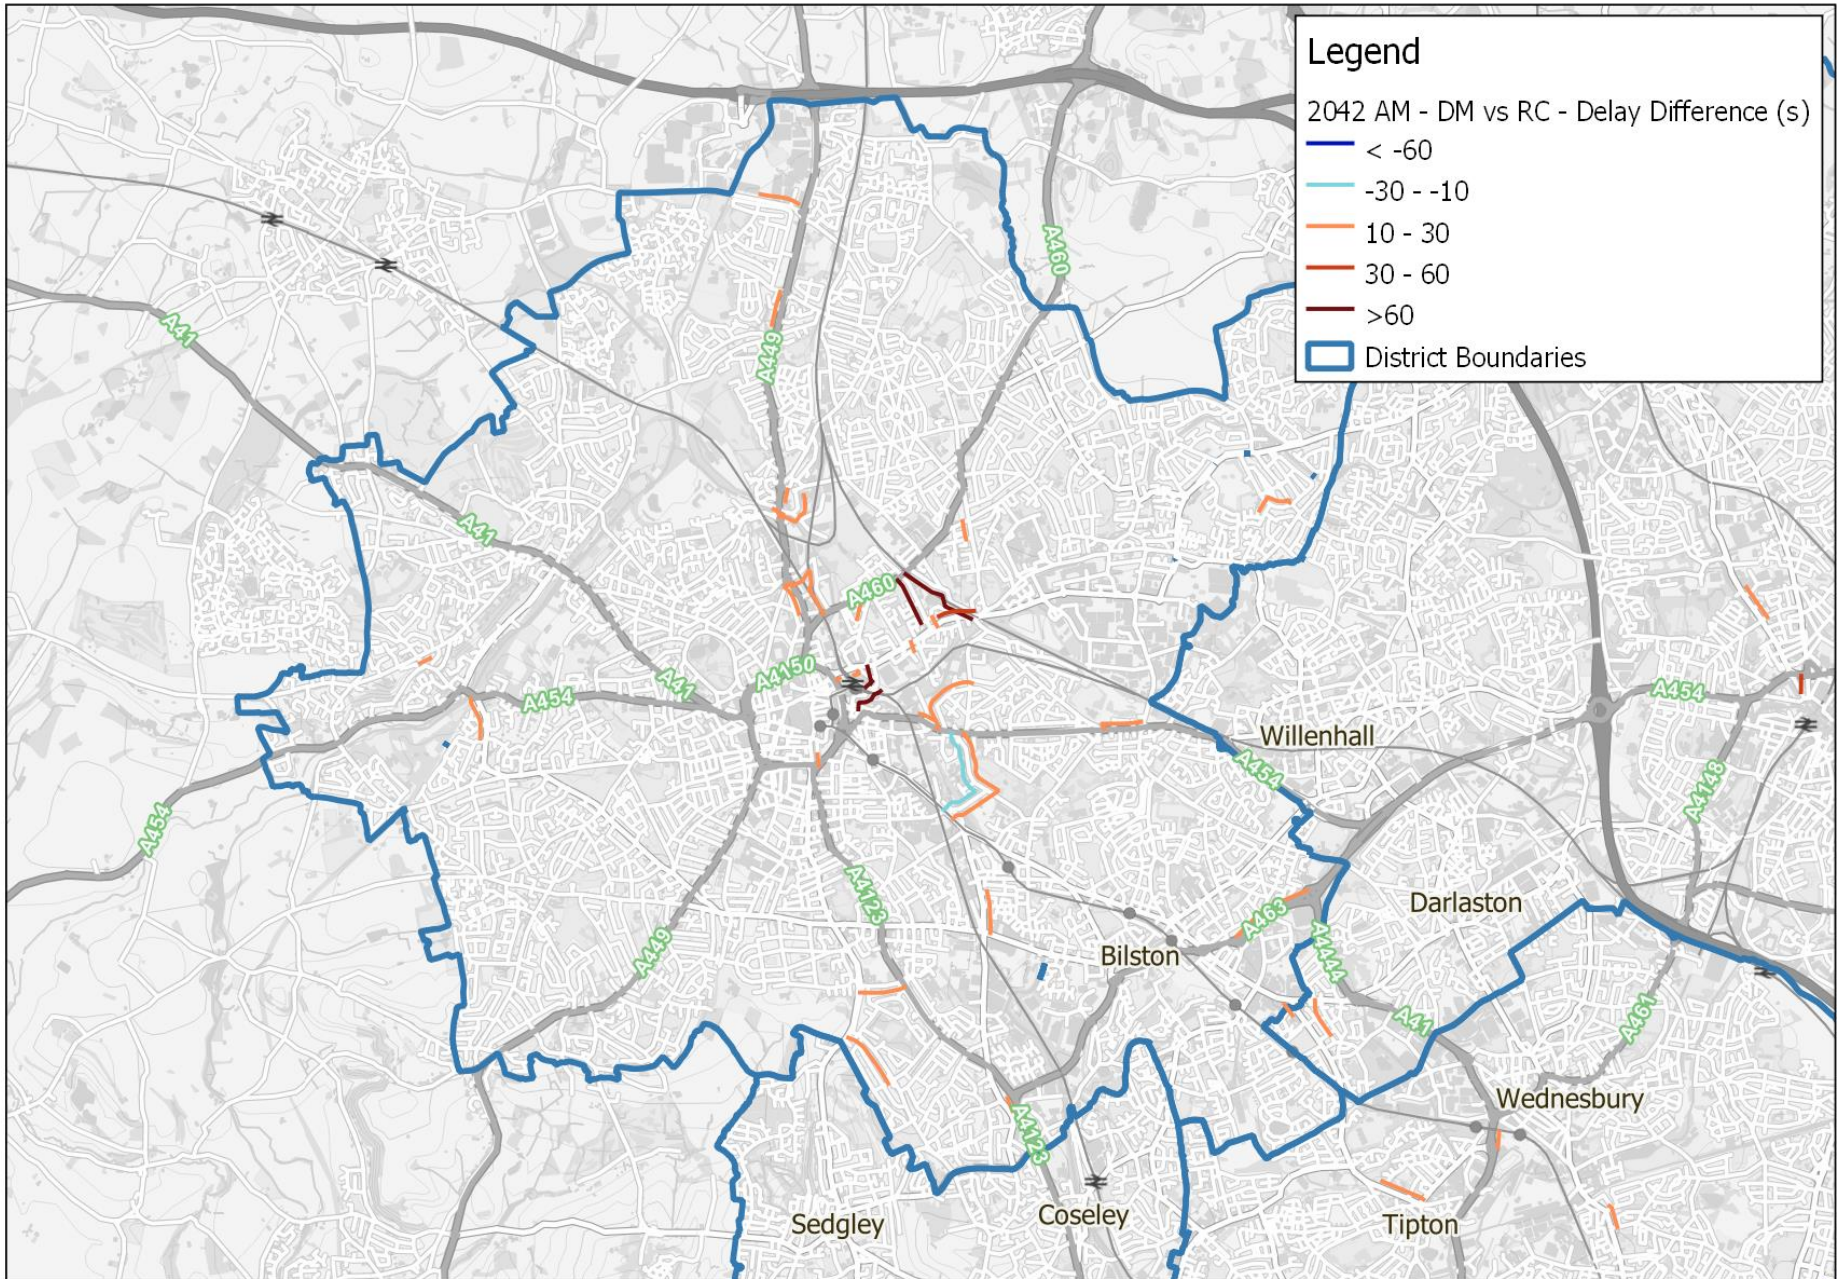 Legend
2042 AM - DM vs RC - Delay Difference (s)
< -60
-30 - -10
10 - 30
30 - 60
>60
District Boundaries
A460
A41
A449
A41
A460
A4150
A41
A454
A454
Willenhall
A454
A4148
A454
A4123
A463
Darlaston
A449
Bilston
A4444
A41
A461
Wednesbury
A4123
Sedgley
Coseley
Tipton